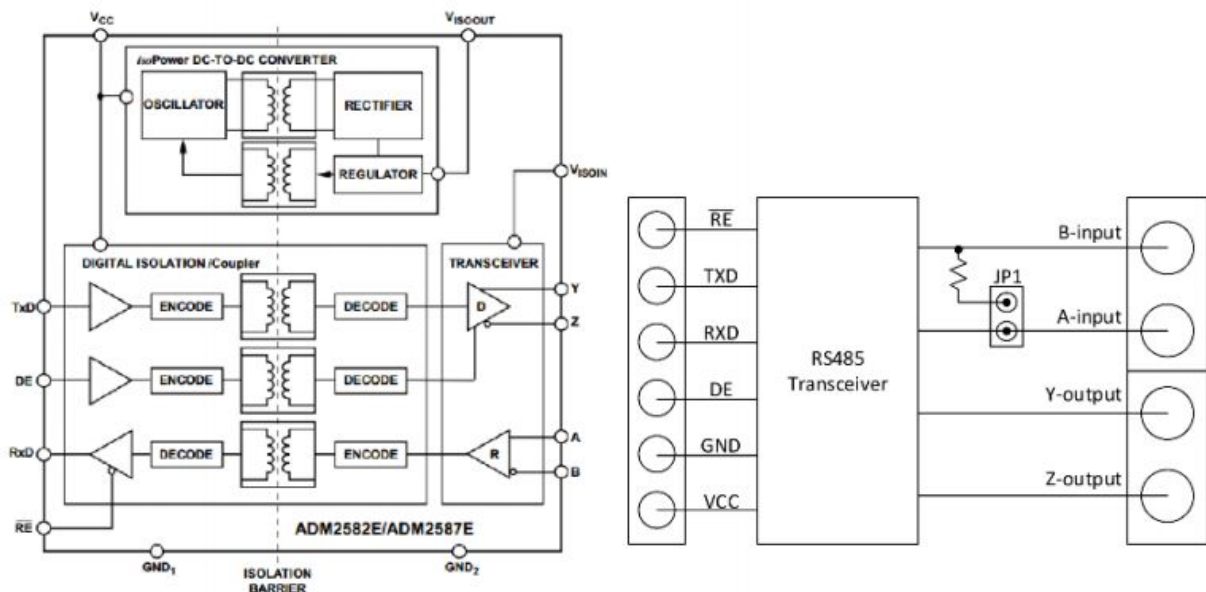 VCC
VISOOUT
isoPower DC-TO-DC CONVERTER
OSCILLATOR
RECTIFIER
REGULATOR
VISOIN
DIGITAL ISOLATION /Coupler
TRANSCEIVER
TxD
ENCODE
DECODE
D
Y
Z
DE
ENCODE
DECODE
RxD
DECODE
ENCODE
R
A
B
RE
ADM2582E/ADM2587E
GND1
ISOLATION
BARRIER
GND2
RE
TXD
RXD
DE
GND
VCC
RS485
Transceiver
B-input
JP1
A-input
Y-output
Z-output